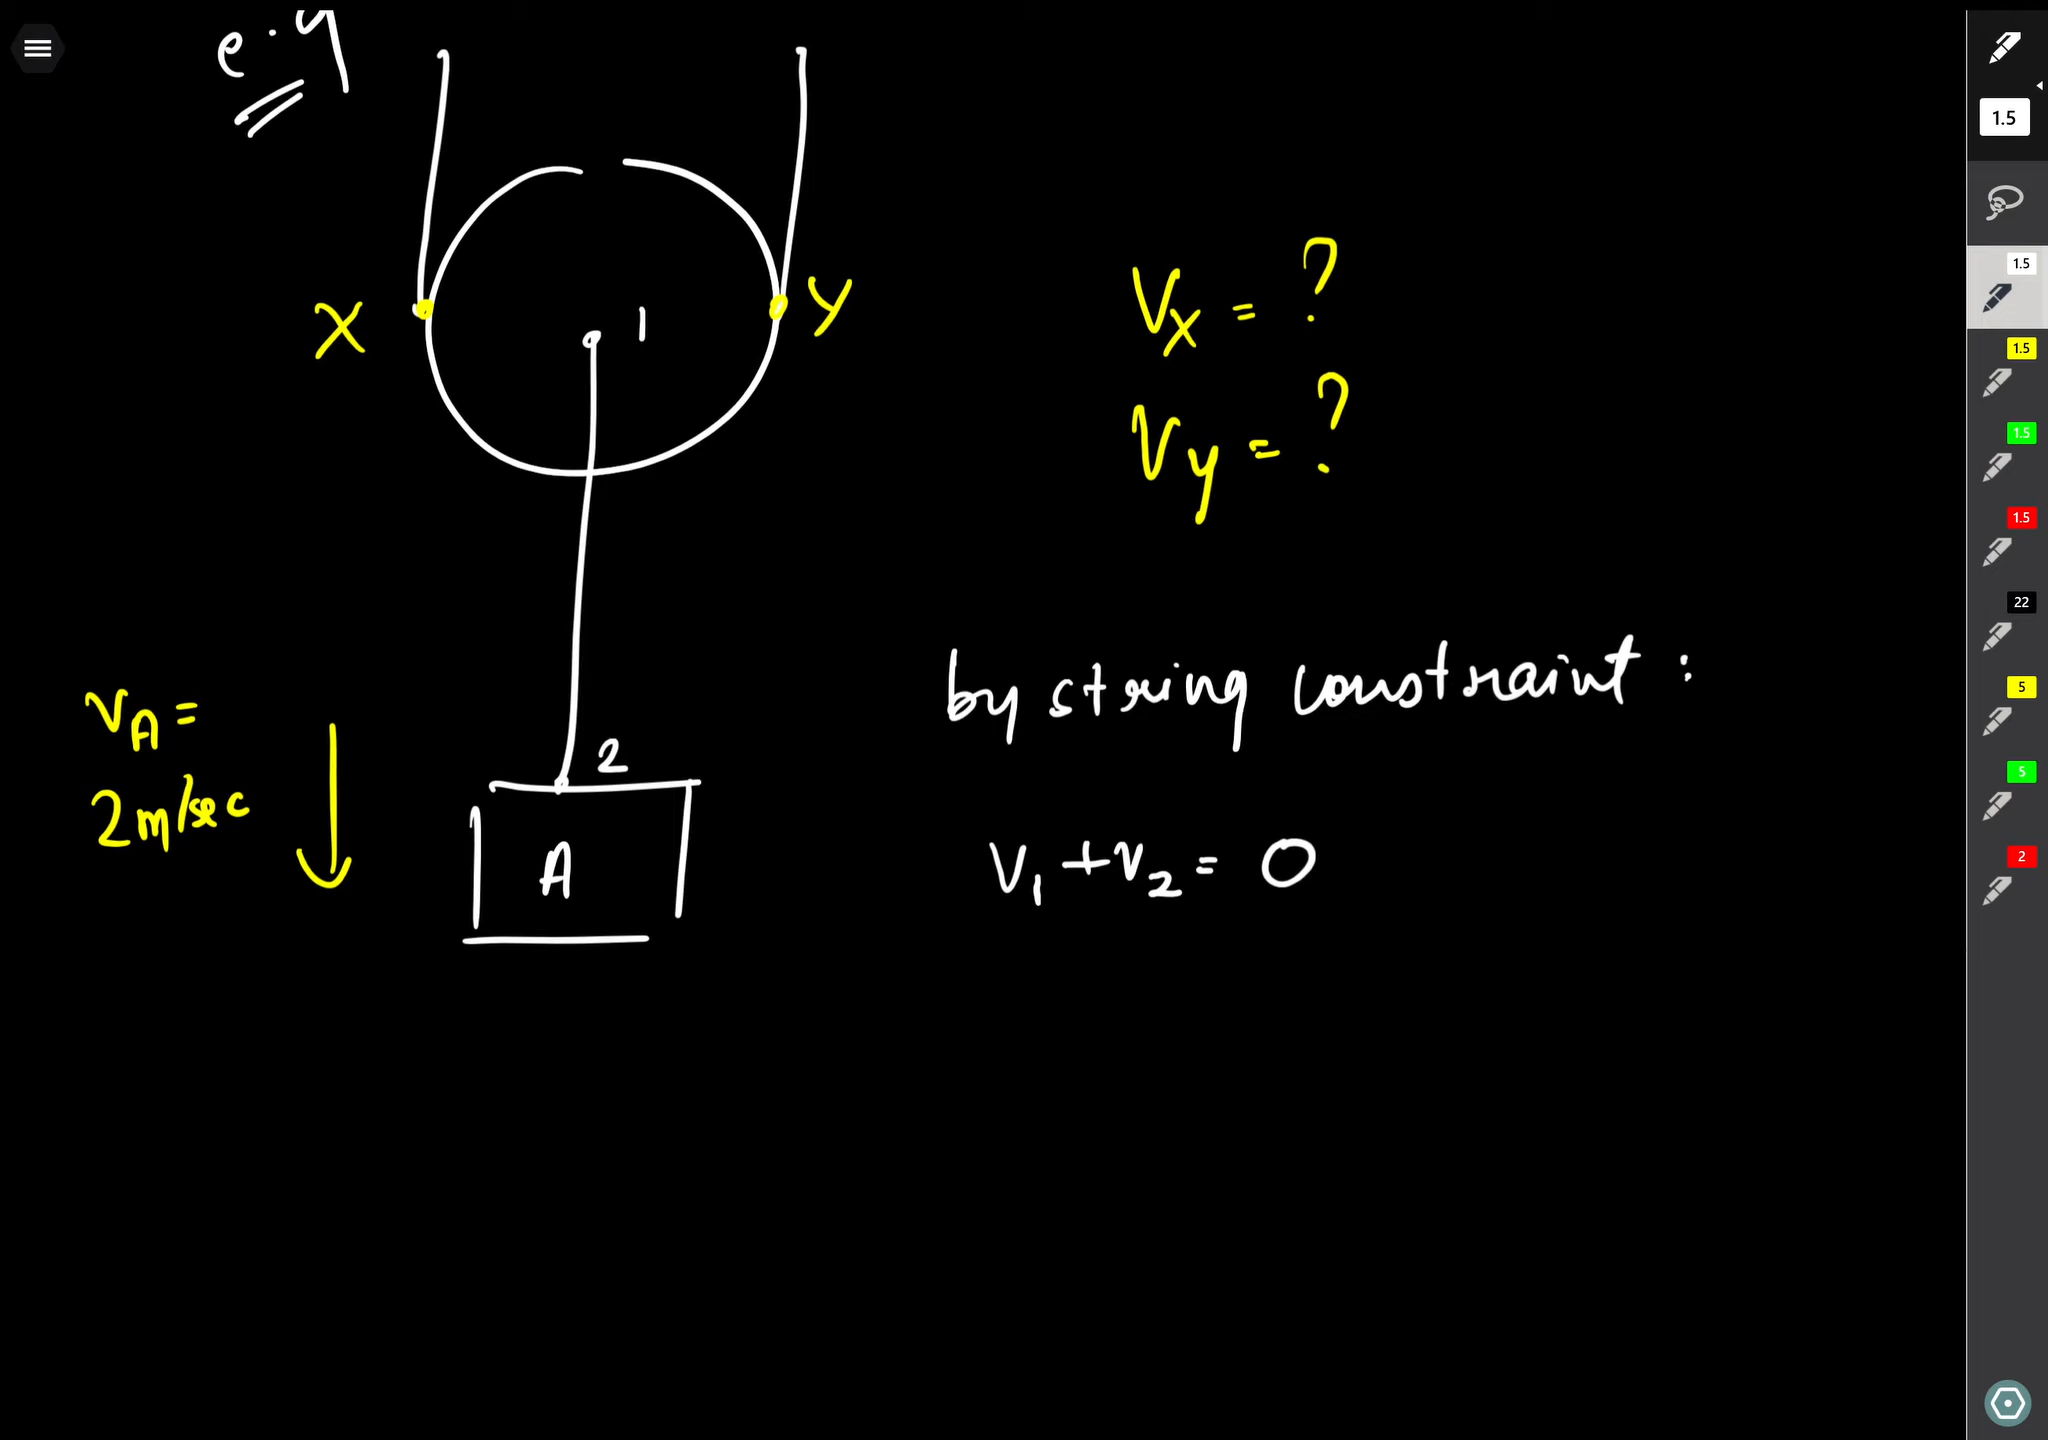 e.g
1.5
1.5
X
1
Y
Vx = ?
1.5
1.5
Vy = ?
1.5
22
by string constraint :
VA =
5
2
2 m/sec
5
A
V1 + V2 = 0
2